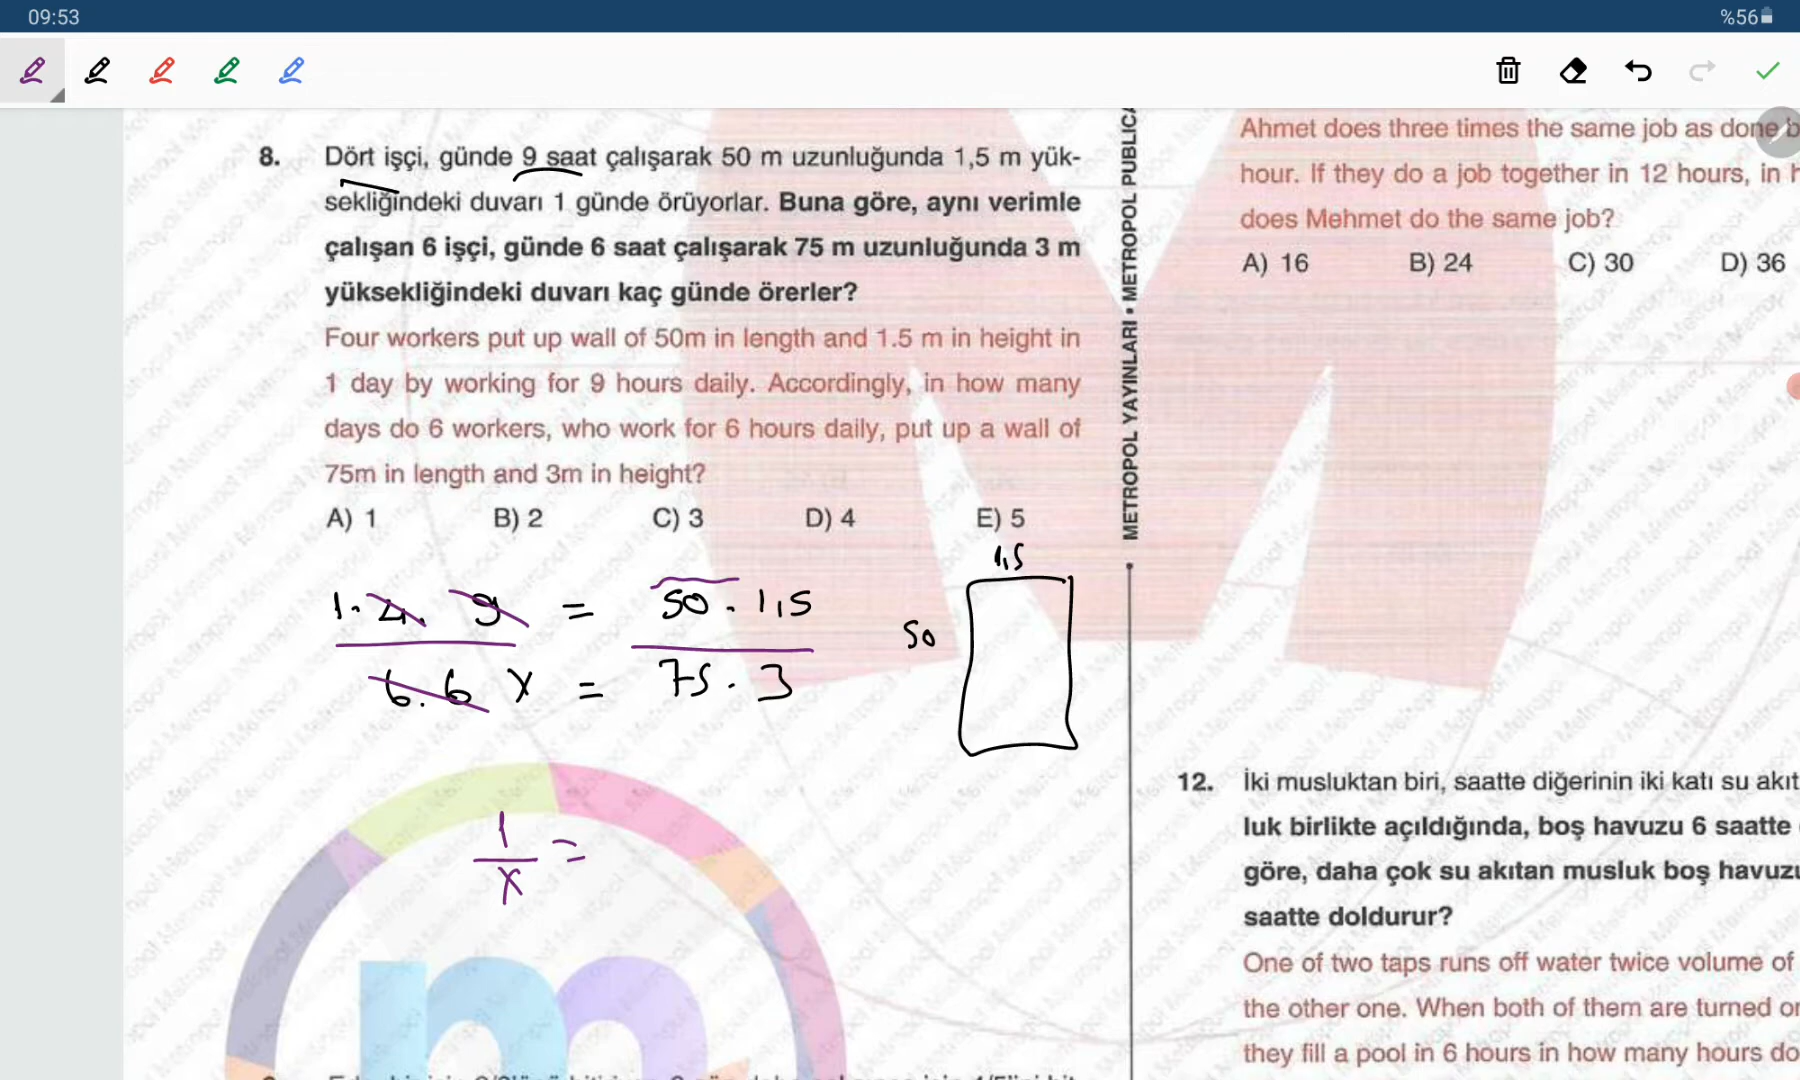 09:53
%56
8. Dört işçi, günde 9 saat çalışarak 50 m uzunluğunda 1,5 m yük-
sekliğindeki duvarı 1 günde örüyorlar. Buna göre, aynı verimle
çalışan 6 işçi, günde 6 saat çalışarak 75 m uzunluğunda 3 m
yüksekliğindeki duvarı kaç günde örerler?
Four workers put up wall of 50m in length and 1.5 m in height in
1 day by working for 9 hours daily. Accordingly, in how many
days do 6 workers, who work for 6 hours daily, put up a wall of
75m in length and 3m in height?
A) 1 B) 2 C) 3 D) 4 E) 5
1,5
1. 4. 9 = 50 . 1,5
50
6. 6 x = 75 . 3
1
x =
m
METROPOL YAYINLARI • METROPOL PUBLICA
Ahmet does three times the same job as done b
hour. If they do a job together in 12 hours, in h
does Mehmet do the same job?
A) 16 B) 24 C) 30 D) 36
12. İki musluktan biri, saatte diğerinin iki katı su akıt
luk birlikte açıldığında, boş havuzu 6 saatte
göre, daha çok su akıtan musluk boş havuzu
saatte doldurur?
One of two taps runs off water twice volume of
the other one. When both of them are turned on
they fill a pool in 6 hours in how many hours do